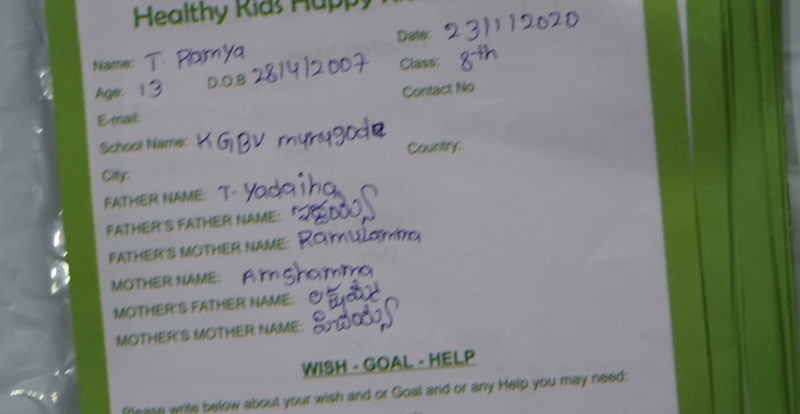 Healthy Kids Happy
Date: 23/1/2020
Name: T. Ramya
Class: 8th
Age: 13 D.O.B 28/4/2007
Contact No
E-mail:
School Name: KGBV munugode
Country:
City:
FATHER NAME: T. Yadaiha
FATHER'S FATHER NAME:
FATHER'S MOTHER NAME: Ramulamma
MOTHER NAME: Amshamma
MOTHER'S FATHER NAME:
MOTHER'S MOTHER NAME:
WISH - GOAL - HELP
Please write below about your wish and or Goal and or any Help you may need: